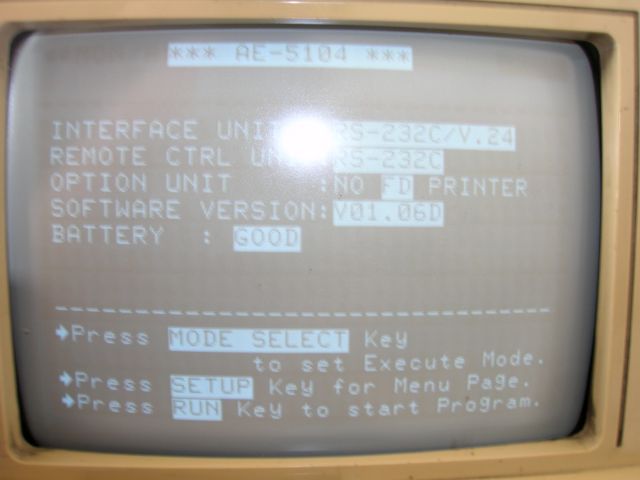 *** AE-5104 ***
INTERFACE UNIT RS-232C/V.24
REMOTE CTRL UNIT RS-232C
OPTION UNIT :NO FD PRINTER
SOFTWARE VERSION:V01.06D
BATTERY : GOOD
➔Press MODE SELECT Key
to set Execute Mode.
➔Press SETUP Key for Menu Page.
➔Press RUN Key to start Program.